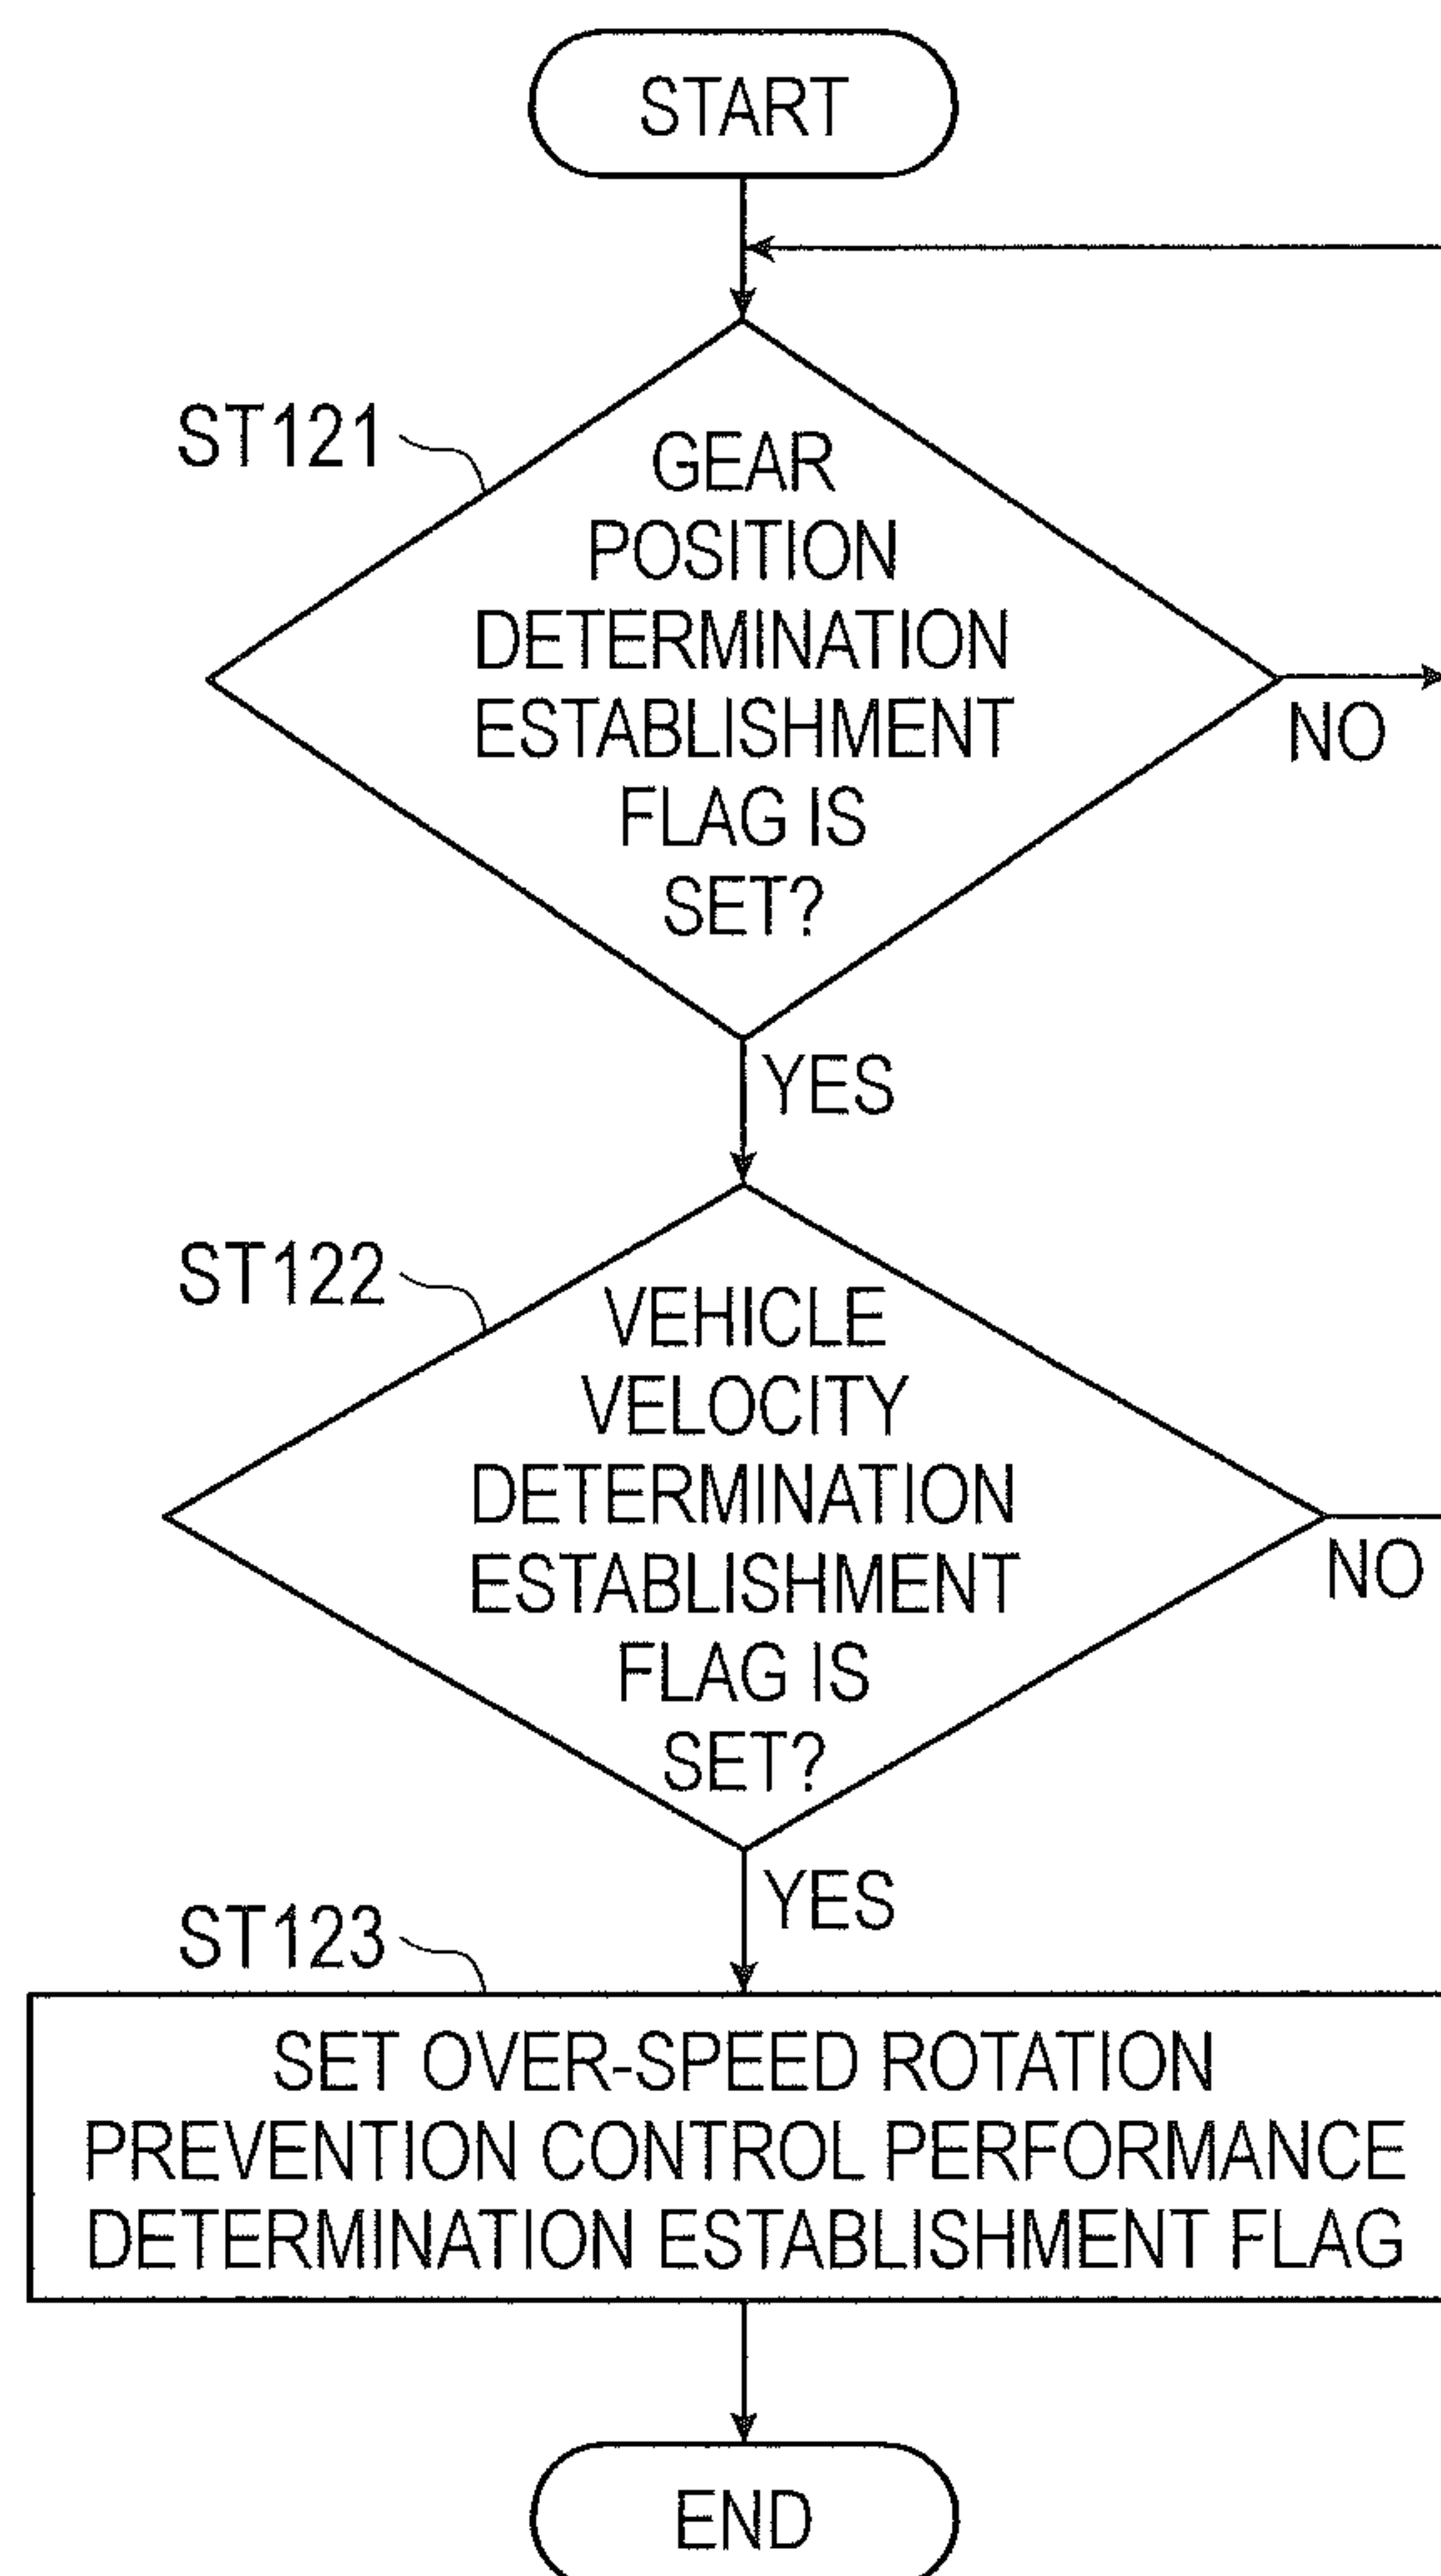 START
ST121
GEAR
POSITION
DETERMINATION
ESTABLISHMENT
FLAG IS
SET?
NO
YES
ST122
VEHICLE
VELOCITY
DETERMINATION
ESTABLISHMENT
FLAG IS
SET?
NO
YES
ST123
SET OVER-SPEED ROTATION
PREVENTION CONTROL PERFORMANCE
DETERMINATION ESTABLISHMENT FLAG
END